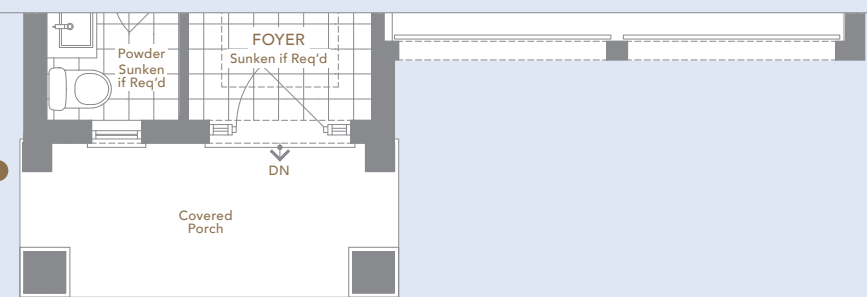 Powder
Sunken
if Req'd
FOYER
Sunken if Req'd
DN
Covered
Porch